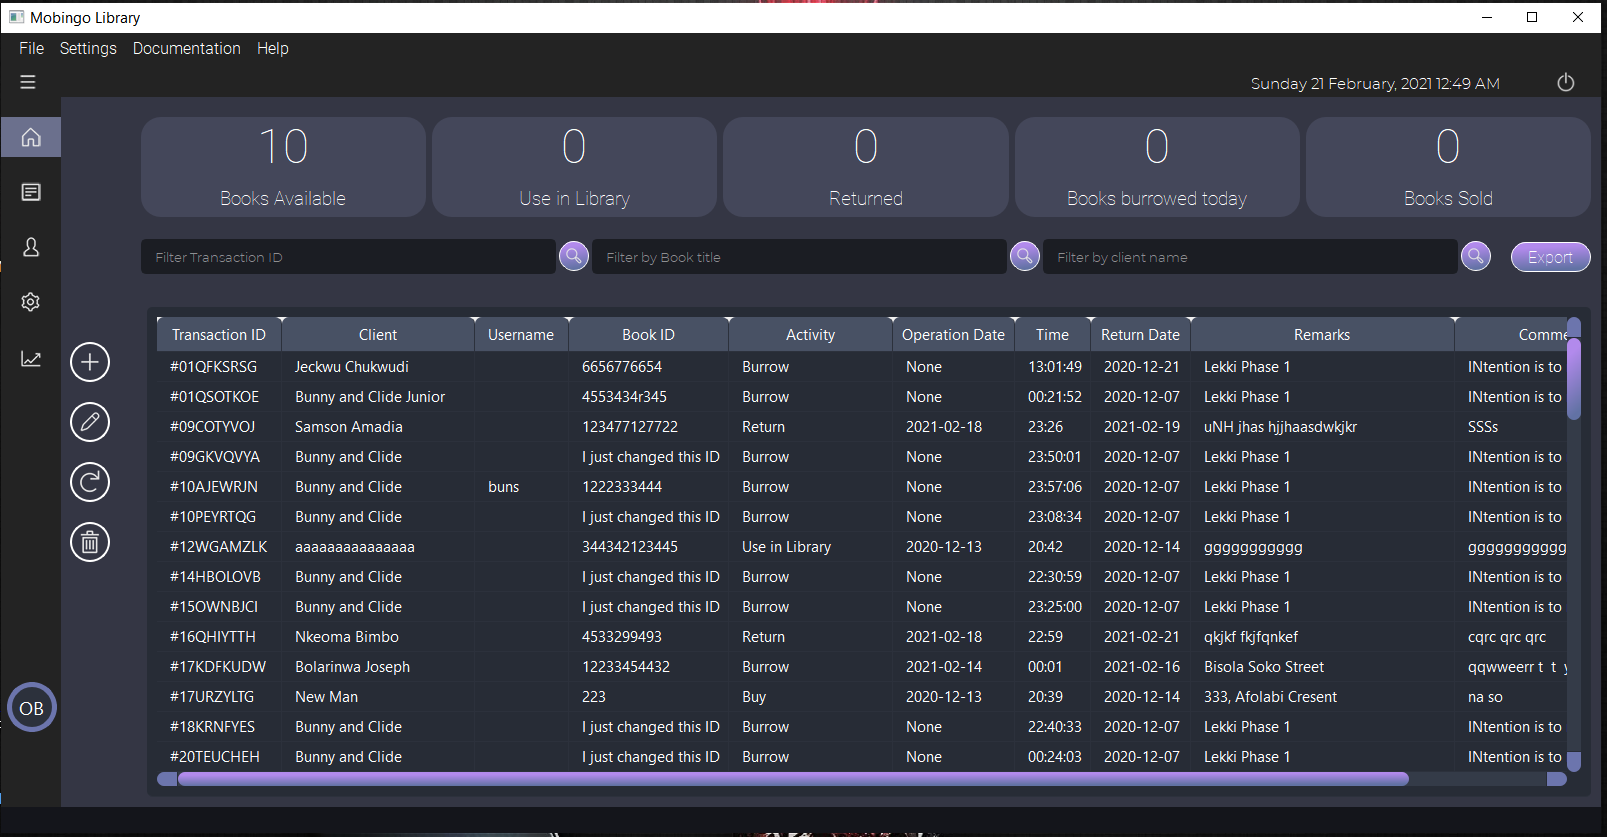 Mobingo Library
File Settings Documentation Help
Sunday 21 February, 2021 12:49 AM
10 0 0 0 0
Books Available Use in Library Returned Books burrowed today Books Sold
Filter Transaction ID Filter by Book title Filter by client name Export
Transaction ID Client Username Book ID Activity Operation Date Time Return Date Remarks Comme
#01QFKSRSG Jeckwu Chukwudi 6656776654 Burrow None 13:01:49 2020-12-21 Lekki Phase 1 INtention is to
#01QSOTKOE Bunny and Clide Junior 4553434r345 Burrow None 00:21:52 2020-12-07 Lekki Phase 1 INtention is to
#09COTYVOJ Samson Amadia 123477127722 Return 2021-02-18 23:26 2021-02-19 uNH jhas hjjhaasdwkjkr SSSs
#09GKVQVYA Bunny and Clide I just changed this ID Burrow None 23:50:01 2020-12-07 Lekki Phase 1 INtention is to
#10AJEWRJN Bunny and Clide buns 1222333444 Burrow None 23:57:06 2020-12-07 Lekki Phase 1 INtention is to
#10PEYRTQG Bunny and Clide I just changed this ID Burrow None 23:08:34 2020-12-07 Lekki Phase 1 INtention is to
#12WGAMZLK aaaaaaaaaaaaaaa 344342123445 Use in Library 2020-12-13 20:42 2020-12-14 ggggggggggg ggggggggggg
#14HBOLOVB Bunny and Clide I just changed this ID Burrow None 22:30:59 2020-12-07 Lekki Phase 1 INtention is to
#15OWNBJCI Bunny and Clide I just changed this ID Burrow None 23:25:00 2020-12-07 Lekki Phase 1 INtention is to
#16QHIYTTH Nkeoma Bimbo 4533299493 Return 2021-02-18 22:59 2021-02-21 qkjkf fkjfqnkef cqrc qrc qrc
#17KDFKUDW Bolarinwa Joseph 12233454432 Burrow 2021-02-14 00:01 2021-02-16 Bisola Soko Street qqwweerr t t y
#17URZYLTG New Man 223 Buy 2020-12-13 20:39 2020-12-14 333, Afolabi Cresent na so
#18KRNFYES Bunny and Clide I just changed this ID Burrow None 22:40:33 2020-12-07 Lekki Phase 1 INtention is to
#20TEUCHEH Bunny and Clide I just changed this ID Burrow None 00:24:03 2020-12-07 Lekki Phase 1 INtention is to
OB